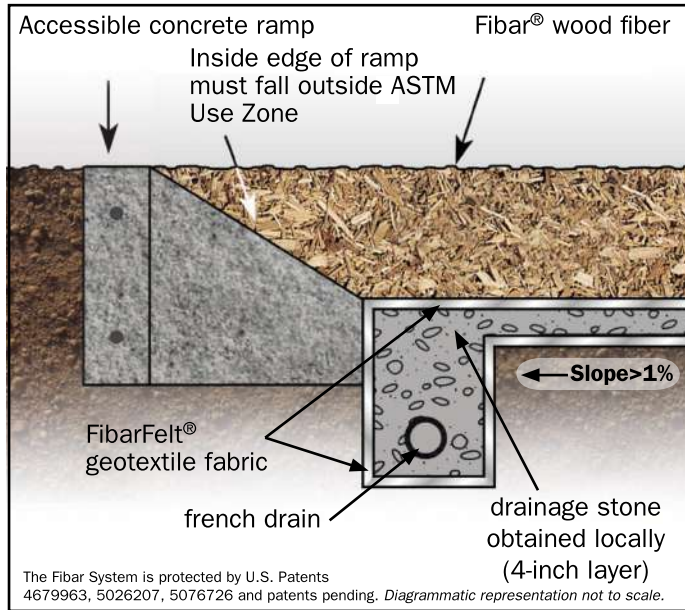 Accessible concrete ramp
Fibar® wood fiber
Inside edge of ramp
must fall outside ASTM
Use Zone
Slope>1%
FibarFelt®
geotextile fabric
french drain
drainage stone
obtained locally
(4-inch layer)
The Fibar System is protected by U.S. Patents
4679963, 5026207, 5076726 and patents pending. Diagrammatic representation not to scale.